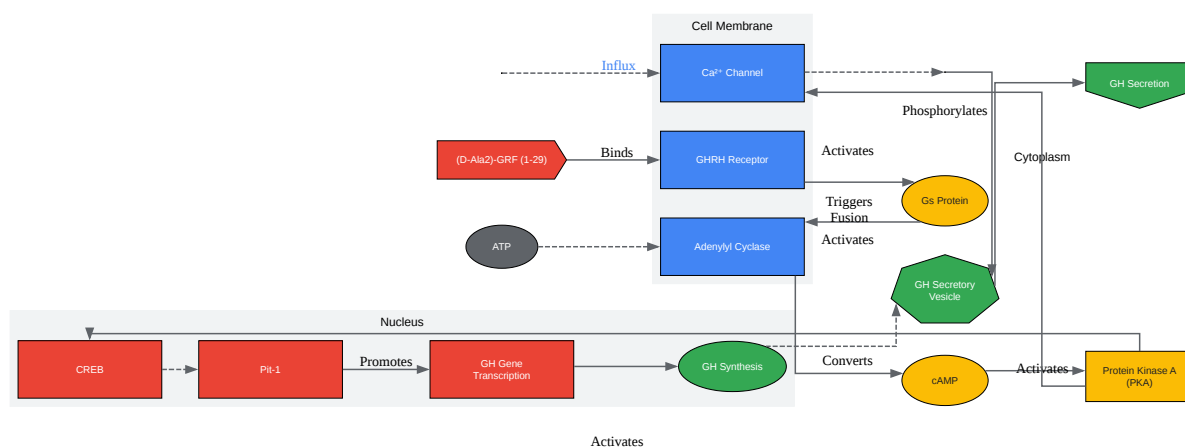 Cell Membrane
Influx
Ca²⁺ Channel
GH Secretion
Phosphorylates
(D-Ala2)-GRF (1-29)
Binds
GHRH Receptor
Activates
Cytoplasm
Gs Protein
Triggers
Fusion
ATP
Adenylyl Cyclase
Activates
GH Secretory
Vesicle
Nucleus
CREB
Pit-1
Promotes
GH Gene
Transcription
GH Synthesis
Converts
cAMP
Activates
Protein Kinase A
(PKA)
Activates